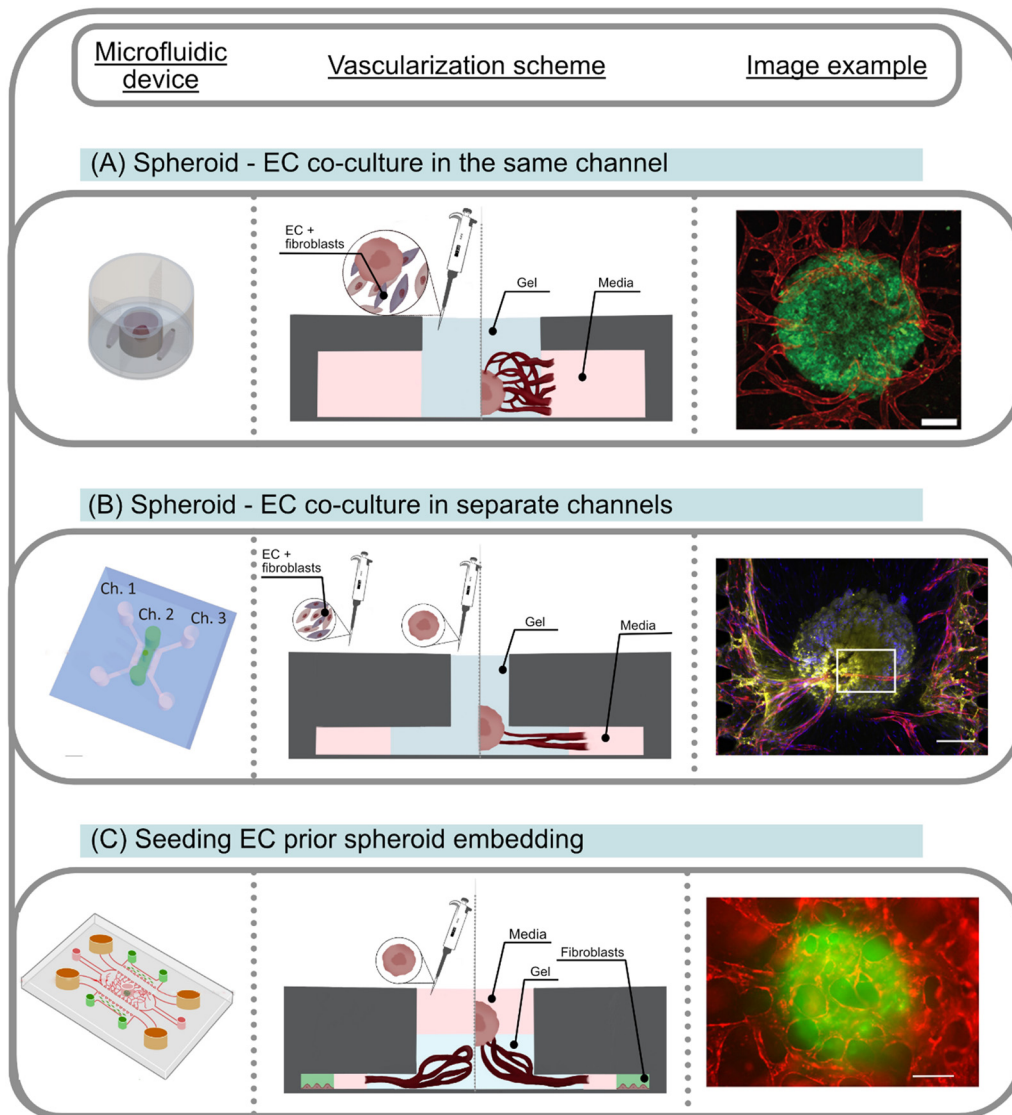 Microfluidic
device
Vascularization scheme
Image example
(A) Spheroid - EC co-culture in the same channel
EC +
fibroblasts
Gel
Media
(B) Spheroid - EC co-culture in separate channels
Ch. 1
Ch. 2
Ch. 3
EC +
fibroblasts
Gel
Media
(C) Seeding EC prior spheroid embedding
Media
Fibroblasts
Gel